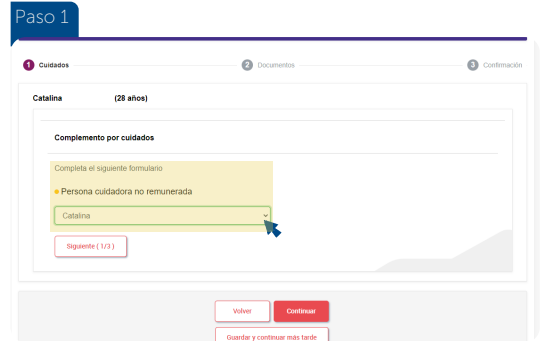 Paso 1
1 Cuidados
2 Documentos
3 Confirmación
Catalina (28 años)
Complemento por cuidados
Completa el siguiente formulario
Persona cuidadora no remunerada
Catalina
Siguiente ( 1/3 )
Volver Continuar
Guardar y continuar más tarde